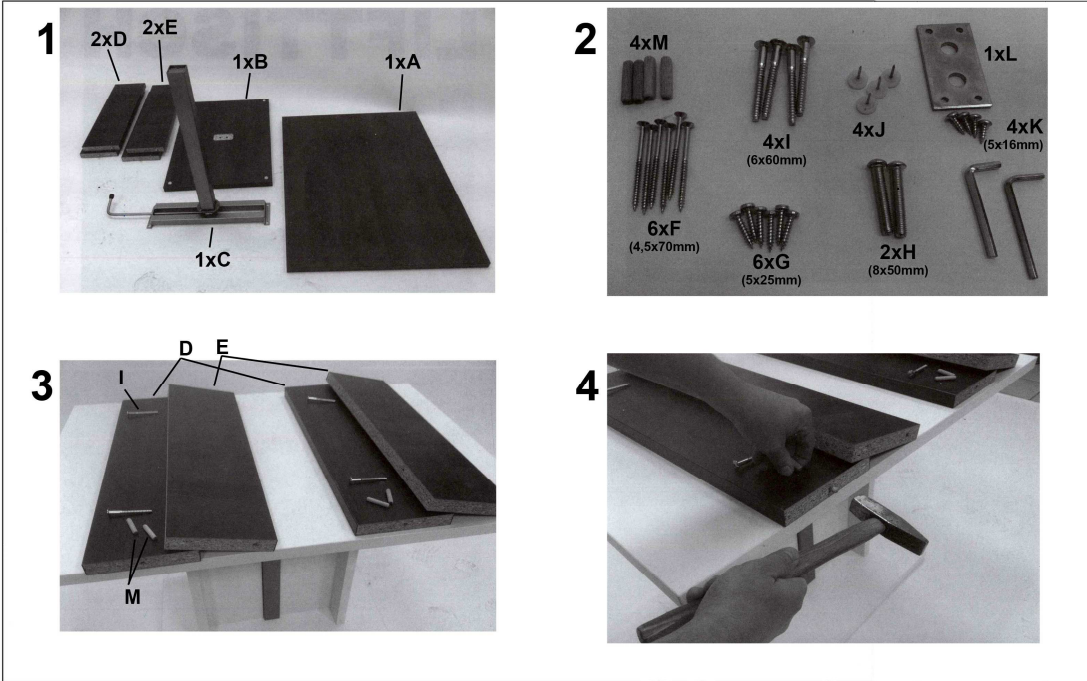 1
2xD
2xE
1xB
1xA
1xC
2
4xM
4xI
(6x60mm)
4xJ
1xL
4xK
(5x16mm)
6xF
(4,5x70mm)
6xG
(5x25mm)
2xH
(8x50mm)
3
I
D
E
M
4